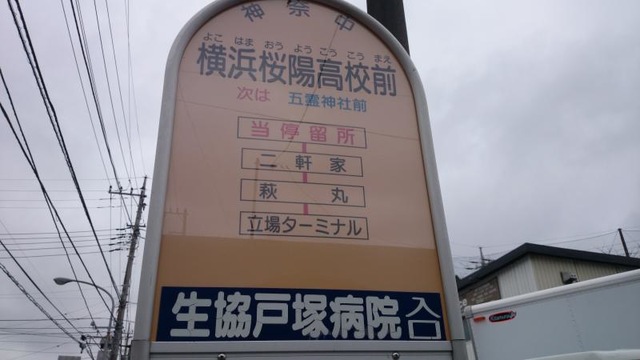 神奈中
よこ はま おう よう こう こう まえ
横浜桜陽高校前
次は 五霊神社前
当停留所
二軒家
萩丸
立場ターミナル
生協戸塚病院入口